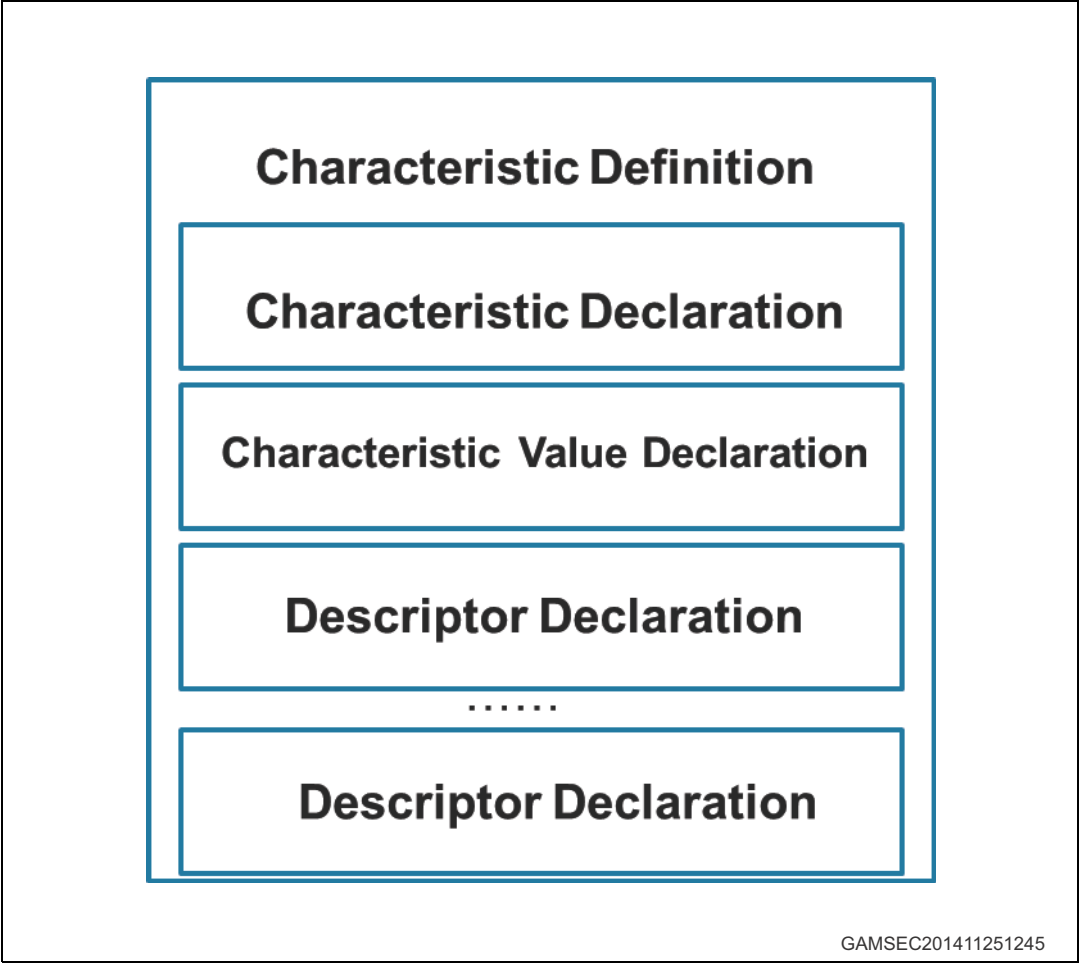 Characteristic Definition
Characteristic Declaration
Characteristic Value Declaration
Descriptor Declaration
......
Descriptor Declaration
GAMSEC201411251245